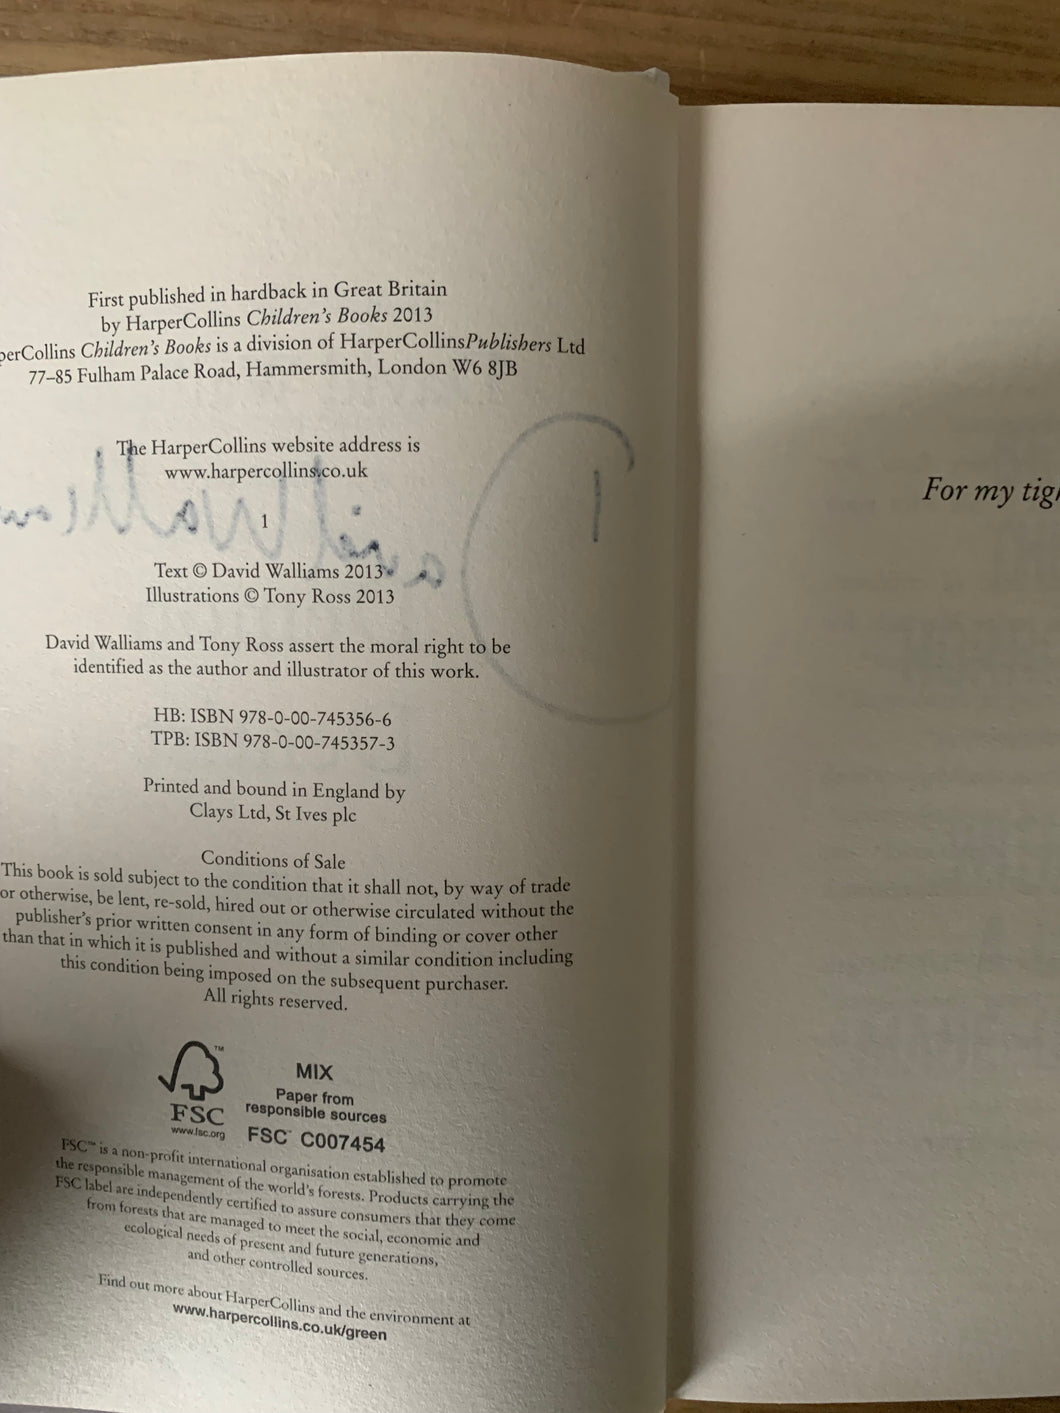 First published in hardback in Great Britain
by HarperCollins Children's Books 2013
perCollins Children's Books is a division of HarperCollinsPublishers Ltd
77–85 Fulham Palace Road, Hammersmith, London W6 8JB
The HarperCollins website address is
www.harpercollins.co.uk
1
David Walliams
Text © David Walliams 2013
Illustrations © Tony Ross 2013
David Walliams and Tony Ross assert the moral right to be
identified as the author and illustrator of this work.
HB: ISBN 978-0-00-745356-6
TPB: ISBN 978-0-00-745357-3
Printed and bound in England by
Clays Ltd, St Ives plc
Conditions of Sale
This book is sold subject to the condition that it shall not, by way of trade
or otherwise, be lent, re-sold, hired out or otherwise circulated without the
publisher's prior written consent in any form of binding or cover other
than that in which it is published and without a similar condition including
this condition being imposed on the subsequent purchaser.
All rights reserved.
TM
FSC
www.fsc.org
MIX
Paper from
responsible sources
FSC™ C007454
FSC™ is a non-profit international organisation established to promote
the responsible management of the world's forests. Products carrying the
FSC label are independently certified to assure consumers that they come
from forests that are managed to meet the social, economic and
ecological needs of present and future generations,
and other controlled sources.
Find out more about HarperCollins and the environment at
www.harpercollins.co.uk/green
For my tigh